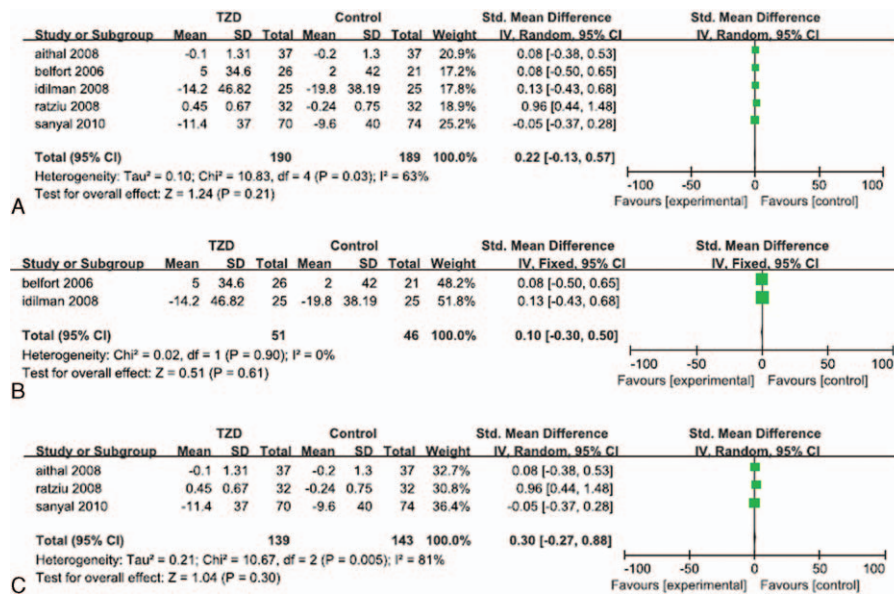 TZD Control Std. Mean Difference Std. Mean Difference
Study or Subgroup Mean SD Total Mean SD Total Weight IV, Random, 95% CI IV, Random, 95% CI
aithal 2008 -0.1 1.31 37 -0.2 1.3 37 20.9% 0.08 [-0.38, 0.53]
belfort 2006 5 34.6 26 2 42 21 17.2% 0.08 [-0.50, 0.65]
idilman 2008 -14.2 46.82 25 -19.8 38.19 25 17.8% 0.13 [-0.43, 0.68]
ratziu 2008 0.45 0.67 32 -0.24 0.75 32 18.9% 0.96 [0.44, 1.48]
sanyal 2010 -11.4 37 70 -9.6 40 74 25.2% -0.05 [-0.37, 0.28]
Total (95% CI) 190 189 100.0% 0.22 [-0.13, 0.57]
Heterogeneity: Tau² = 0.10; Chi² = 10.83, df = 4 (P = 0.03); I² = 63%
Test for overall effect: Z = 1.24 (P = 0.21)
-100 -50 0 50 100
Favours [experimental] Favours [control]
A
TZD Control Std. Mean Difference Std. Mean Difference
Study or Subgroup Mean SD Total Mean SD Total Weight IV, Fixed, 95% CI IV, Fixed, 95% CI
belfort 2006 5 34.6 26 2 42 21 48.2% 0.08 [-0.50, 0.65]
idilman 2008 -14.2 46.82 25 -19.8 38.19 25 51.8% 0.13 [-0.43, 0.68]
Total (95% CI) 51 46 100.0% 0.10 [-0.30, 0.50]
Heterogeneity: Chi² = 0.02, df = 1 (P = 0.90); I² = 0%
Test for overall effect: Z = 0.51 (P = 0.61)
-100 -50 0 50 100
Favours [experimental] Favours [control]
B
TZD Control Std. Mean Difference Std. Mean Difference
Study or Subgroup Mean SD Total Mean SD Total Weight IV, Random, 95% CI IV, Random, 95% CI
aithal 2008 -0.1 1.31 37 -0.2 1.3 37 32.7% 0.08 [-0.38, 0.53]
ratziu 2008 0.45 0.67 32 -0.24 0.75 32 30.8% 0.96 [0.44, 1.48]
sanyal 2010 -11.4 37 70 -9.6 40 74 36.4% -0.05 [-0.37, 0.28]
Total (95% CI) 139 143 100.0% 0.30 [-0.27, 0.88]
Heterogeneity: Tau² = 0.21; Chi² = 10.67, df = 2 (P = 0.005); I² = 81%
Test for overall effect: Z = 1.04 (P = 0.30)
-100 -50 0 50 100
Favours [experimental] Favours [control]
C